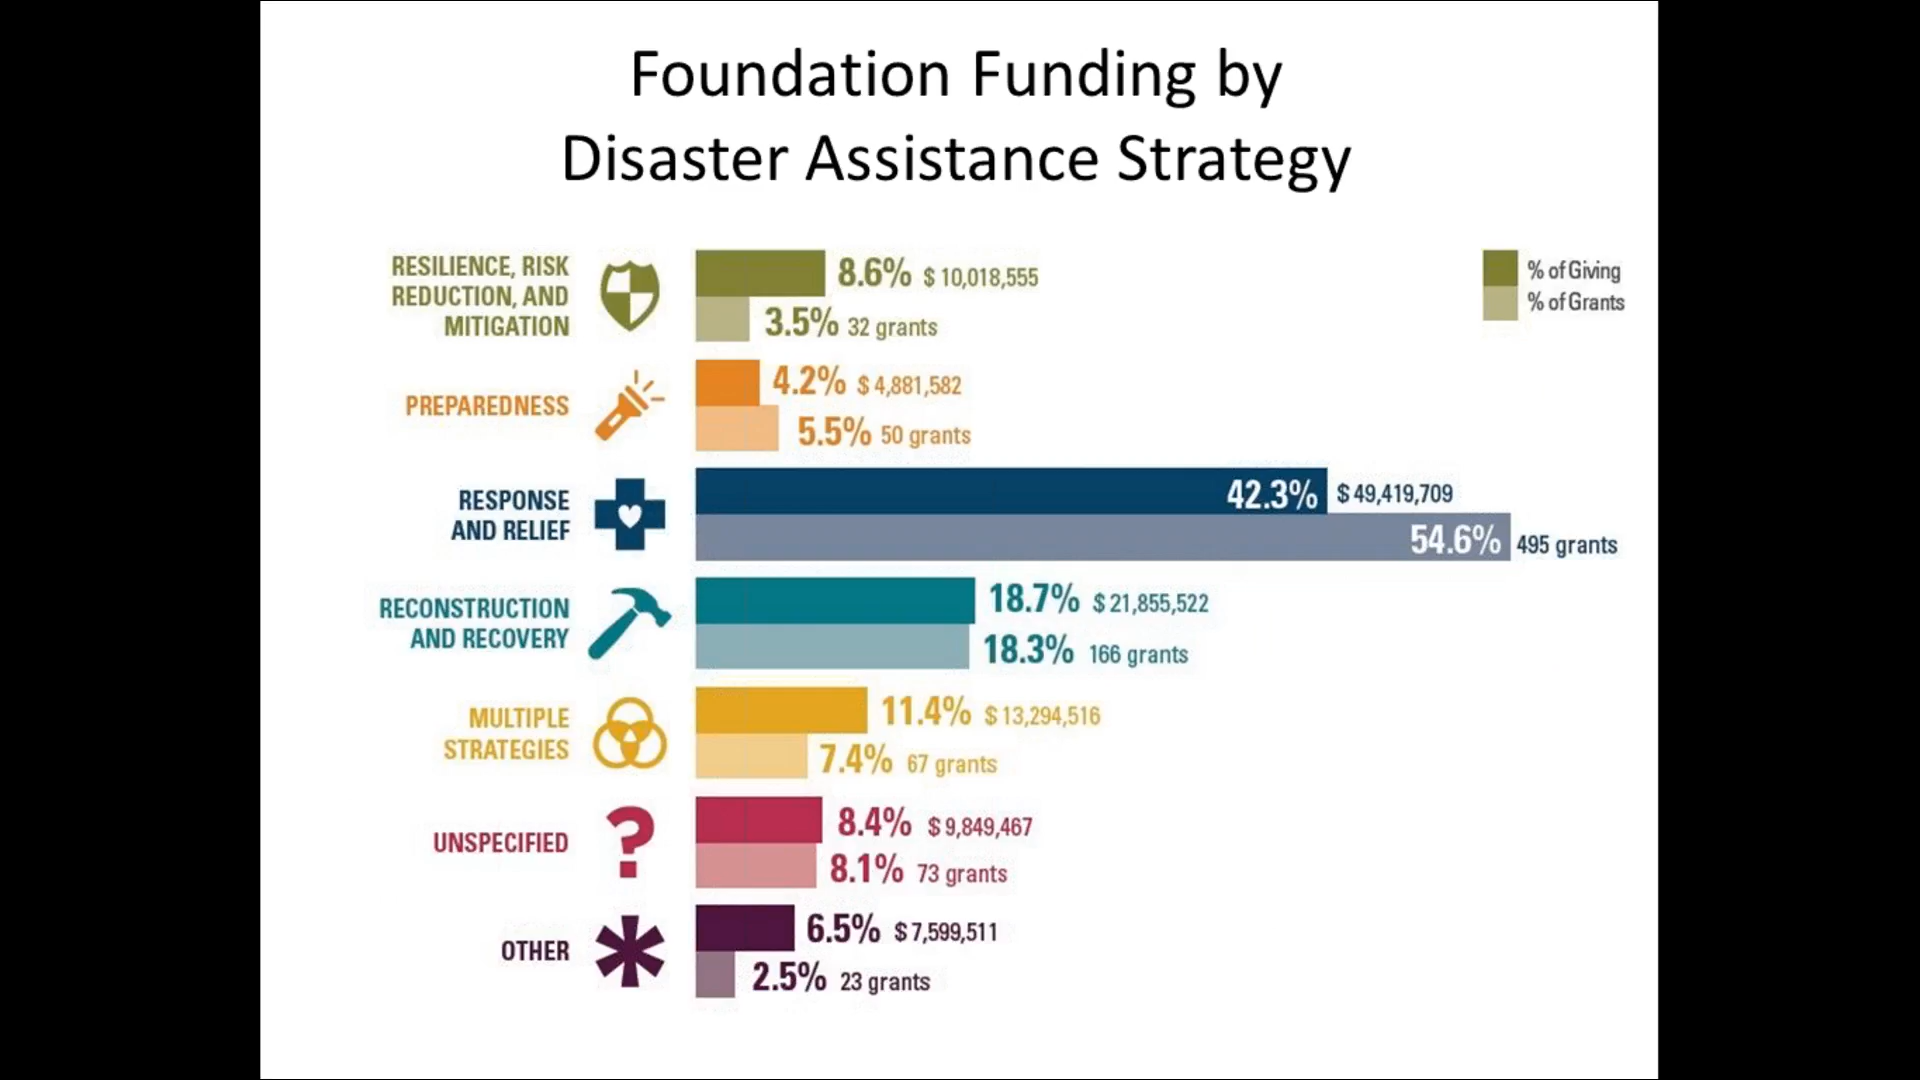 Foundation Funding by
Disaster Assistance Strategy
RESILIENCE, RISK
REDUCTION, AND
MITIGATION
8.6% $ 10,018,555
3.5% 32 grants
% of Giving
% of Grants
PREPAREDNESS
4.2% $ 4,881,582
5.5% 50 grants
RESPONSE
AND RELIEF
42.3% $ 49,419,709
54.6% 495 grants
RECONSTRUCTION
AND RECOVERY
18.7% $ 21,855,522
18.3% 166 grants
MULTIPLE
STRATEGIES
11.4% $ 13,294,516
7.4% 67 grants
UNSPECIFIED
?
8.4% $ 9,849,467
8.1% 73 grants
OTHER
*
6.5% $ 7,599,511
2.5% 23 grants